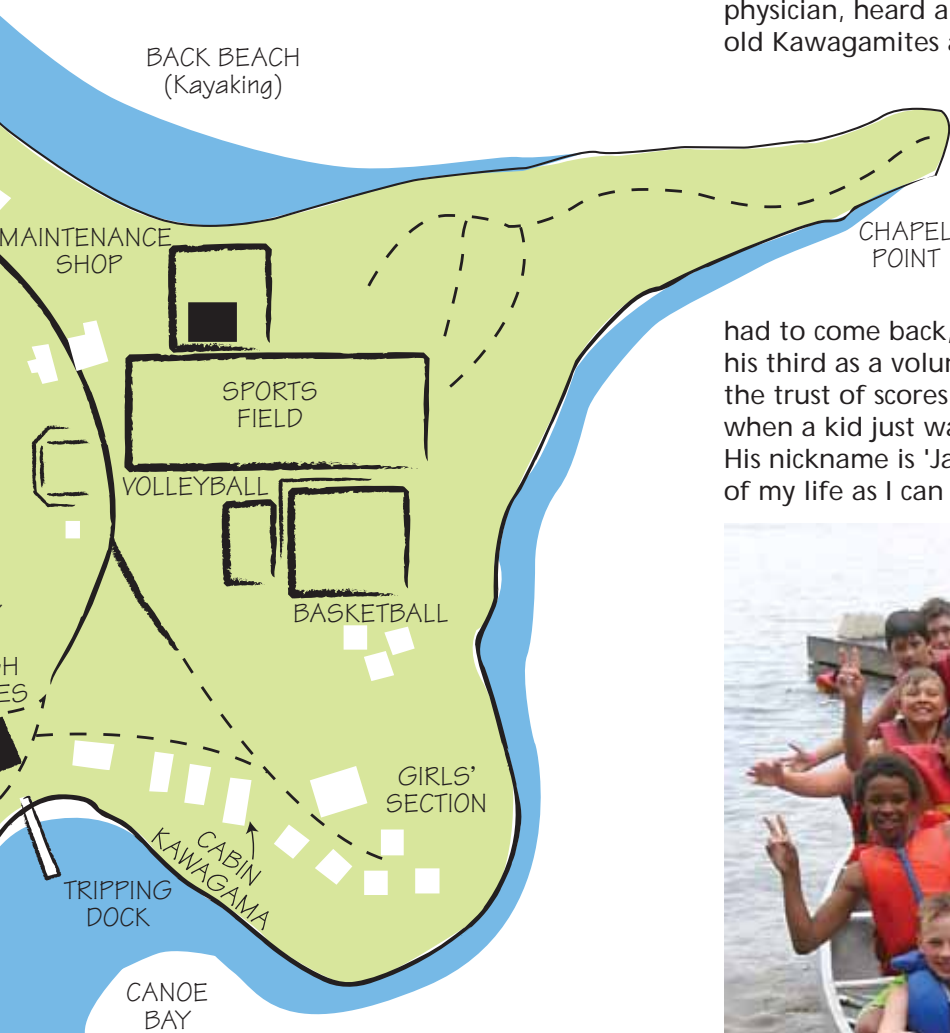 physician, heard a
old Kawagamites
BACK BEACH
(Kayaking)
MAINTENANCE
SHOP
CHAPEL
POINT
had to come back,
his third as a volun
the trust of scores
when a kid just wa
His nickname is 'Ja
of my life as I can
SPORTS
FIELD
VOLLEYBALL
BASKETBALL
GIRLS'
SECTION
CABIN
KAWAGAMA
TRIPPING
DOCK
CANOE
BAY